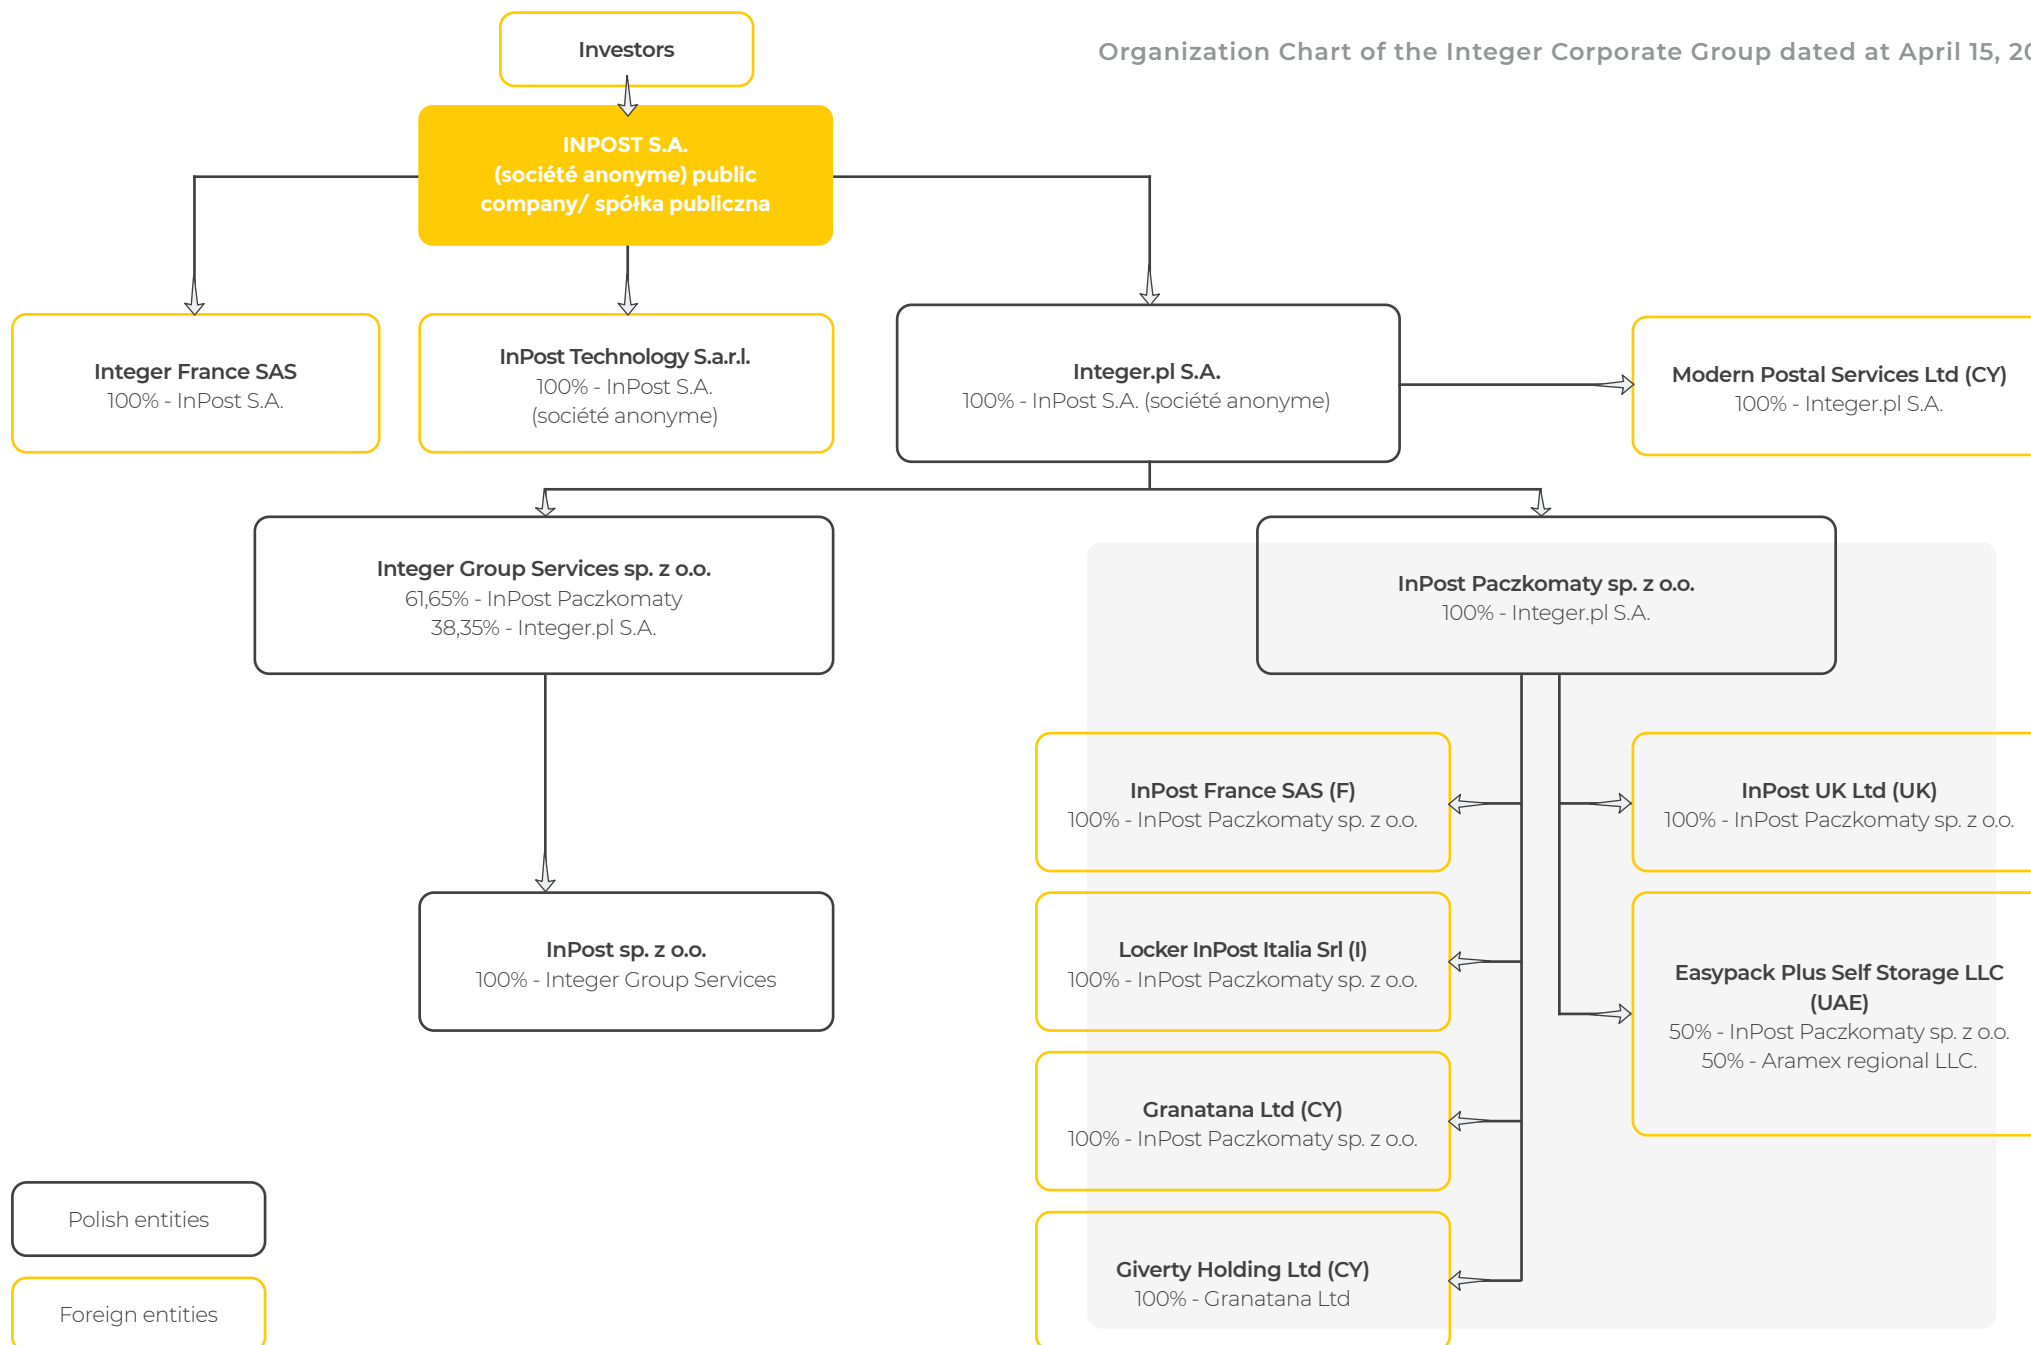 Investors
Organization Chart of the Integer Corporate Group dated at April 15, 20
INPOST S.A.
(société anonyme) public
company/ spółka publiczna
Integer France SAS
100% - InPost S.A.
InPost Technology S.a.r.l.
100% - InPost S.A.
(société anonyme)
Integer.pl S.A.
100% - InPost S.A. (société anonyme)
Modern Postal Services Ltd (CY)
100% - Integer.pl S.A.
Integer Group Services sp. z o.o.
61,65% - InPost Paczkomaty
38,35% - Integer.pl S.A.
InPost Paczkomaty sp. z o.o.
100% - Integer.pl S.A.
InPost France SAS (F)
100% - InPost Paczkomaty sp. z o.o.
InPost UK Ltd (UK)
100% - InPost Paczkomaty sp. z o.o.
InPost sp. z o.o.
100% - Integer Group Services
Locker InPost Italia Srl (I)
100% - InPost Paczkomaty sp. z o.o.
Easypack Plus Self Storage LLC
(UAE)
50% - InPost Paczkomaty sp. z o.o.
50% - Aramex regional LLC.
Granatana Ltd (CY)
100% - InPost Paczkomaty sp. z o.o.
Giverty Holding Ltd (CY)
100% - Granatana Ltd
Polish entities
Foreign entities